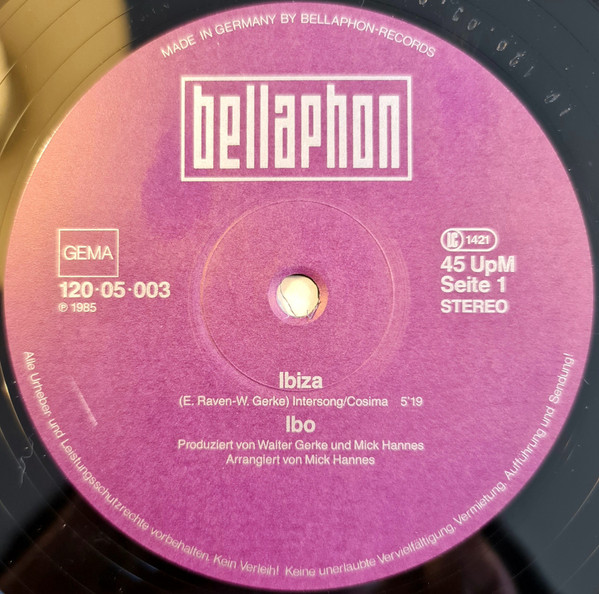 MADE IN GERMANY BY BELLAPHON-RECORDS
bellaphon
GEMA
120·05·003
℗ 1985
LC 1421
45 UpM
Seite 1
STEREO
Ibiza
(E. Raven-W. Gerke) Intersong/Cosima 5'19
Ibo
Produziert von Walter Gerke und Mick Hannes
Arrangiert von Mick Hannes
Alle Urheber- und Leistungsschutzrechte vorbehalten. Kein Verleih! Keine unerlaubte Vervielfältigung, Vermietung, Aufführung und Sendung!